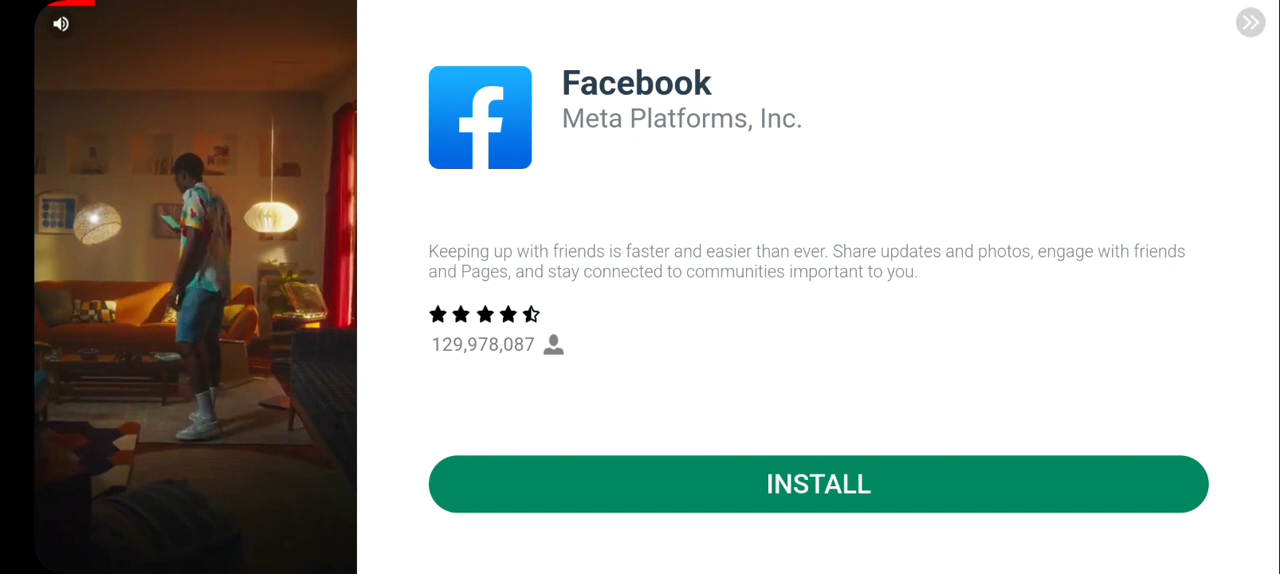 Facebook
Meta Platforms, Inc.
Keeping up with friends is faster and easier than ever. Share updates and photos, engage with friends
and Pages, and stay connected to communities important to you.
129,978,087
INSTALL